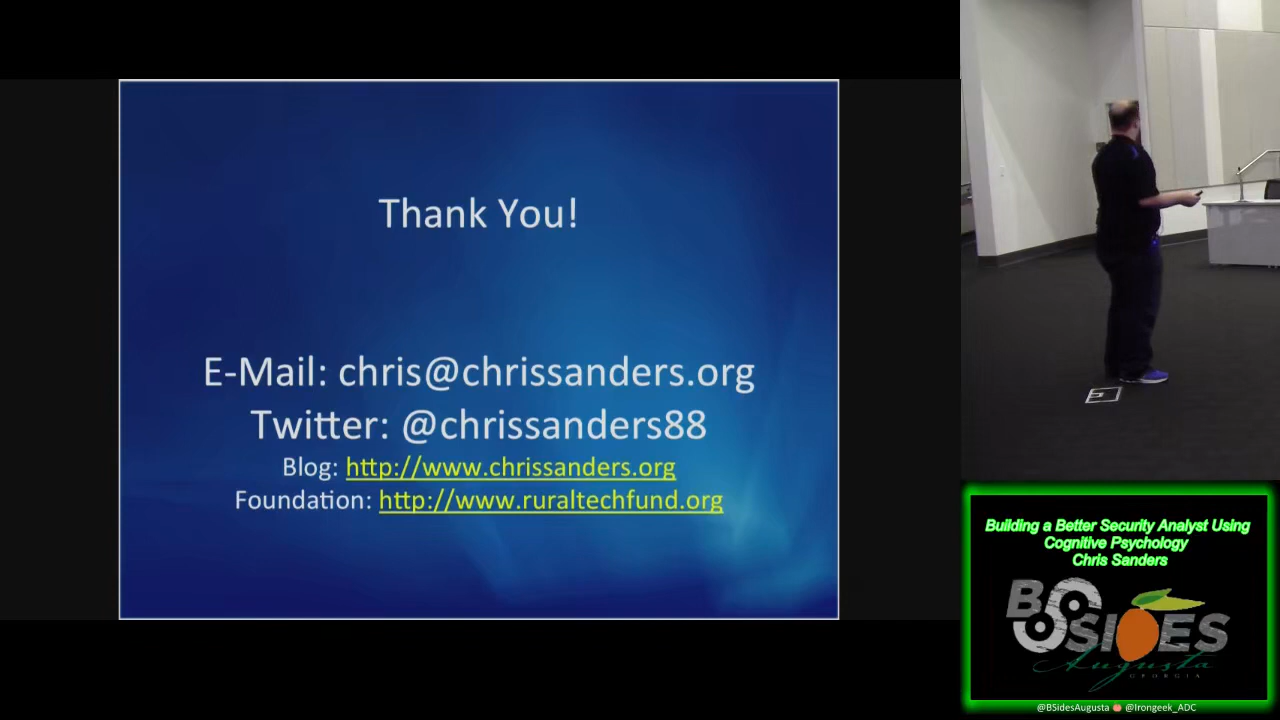 Thank You!
E-Mail: chris@chrissanders.org
Twitter: @chrissanders88
Blog: http://www.chrissanders.org
Foundation: http://www.ruraltechfund.org
Building a Better Security Analyst Using
Cognitive Psychology
Chris Sanders
BSIDES
Augusta
GEORGIA
@BSidesAugusta @Irongeek_ADC